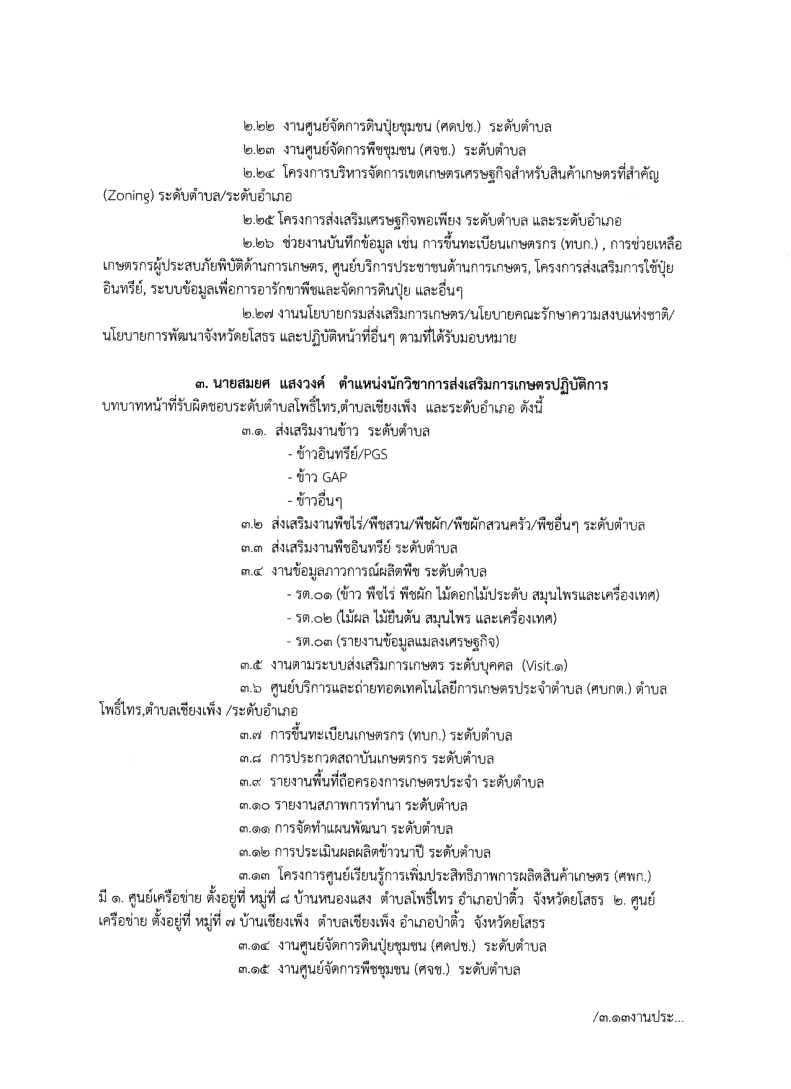 ๒.๒๒ งานศูนย์จัดการดินปุ๋ยชุมชน (ศดปช.) ระดับตำบล
๒.๒๓ งานศูนย์จัดการพืชชุมชน (ศจช.) ระดับตำบล
๒.๒๔ โครงการบริหารจัดการเขตเกษตรเศรษฐกิจสำหรับสินค้าเกษตรที่สำคัญ
(Zoning) ระดับตำบล/ระดับอำเภอ
๒.๒๕ โครงการส่งเสริมเศรษฐกิจพอเพียง ระดับตำบล และระดับอำเภอ
๒.๒๖ ช่วยงานบันทึกข้อมูล เช่น การขึ้นทะเบียนเกษตรกร (ทบก.) , การช่วยเหลือ
เกษตรกรผู้ประสบภัยพิบัติด้านการเกษตร, ศูนย์บริการประชาชนด้านการเกษตร, โครงการส่งเสริมการใช้ปุ๋ย
อินทรีย์, ระบบข้อมูลเพื่อการอารักขาพืชและจัดการดินปุ๋ย และอื่นๆ
๒.๒๗ งานนโยบายกรมส่งเสริมการเกษตร/นโยบายคณะรักษาความสงบแห่งชาติ/
นโยบายการพัฒนาจังหวัดยโสธร และปฏิบัติหน้าที่อื่นๆ ตามที่ได้รับมอบหมาย
๓. นายสมยศ แสงวงค์ ตำแหน่งนักวิชาการส่งเสริมการเกษตรปฏิบัติการ
บทบาทหน้าที่รับผิดชอบระดับตำบลโพธิ์ไทร,ตำบลเชียงเพ็ง และระดับอำเภอ ดังนี้
๓.๑. ส่งเสริมงานข้าว ระดับตำบล
- ข้าวอินทรีย์/PGS
- ข้าว GAP
- ข้าวอื่นๆ
๓.๒ ส่งเสริมงานพืชไร่/พืชสวน/พืชผัก/พืชผักสวนครัว/พืชอื่นๆ ระดับตำบล
๓.๓ ส่งเสริมงานพืชอินทรีย์ ระดับตำบล
๓.๔ งานข้อมูลภาวการณ์ผลิตพืช ระดับตำบล
- รต.๐๑ (ข้าว พืชไร่ พืชผัก ไม้ดอกไม้ประดับ สมุนไพรและเครื่องเทศ)
- รต.๐๒ (ไม้ผล ไม้ยืนต้น สมุนไพร และเครื่องเทศ)
- รต.๐๓ (รายงานข้อมูลแมลงเศรษฐกิจ)
๓.๕ งานตามระบบส่งเสริมการเกษตร ระดับบุคคล (Visit.๑)
๓.๖ ศูนย์บริการและถ่ายทอดเทคโนโลยีการเกษตรประจำตำบล (ศบกต.) ตำบล
โพธิ์ไทร,ตำบลเชียงเพ็ง /ระดับอำเภอ
๓.๗ การขึ้นทะเบียนเกษตรกร (ทบก.) ระดับตำบล
๓.๘ การประกวดสถาบันเกษตรกร ระดับตำบล
๓.๙ รายงานพื้นที่ถือครองการเกษตรประจำ ระดับตำบล
๓.๑๐ รายงานสภาพการทำนา ระดับตำบล
๓.๑๑ การจัดทำแผนพัฒนา ระดับตำบล
๓.๑๒ การประเมินผลผลิตข้าวนาปี ระดับตำบล
๓.๑๓ โครงการศูนย์เรียนรู้การเพิ่มประสิทธิภาพการผลิตสินค้าเกษตร (ศพก.)
มี ๑. ศูนย์เครือข่าย ตั้งอยู่ที่ หมู่ที่ ๘ บ้านหนองแสง ตำบลโพธิ์ไทร อำเภอป่าติ้ว จังหวัดยโสธร ๒. ศูนย์
เครือข่าย ตั้งอยู่ที่ หมู่ที่ ๗ บ้านเชียงเพ็ง ตำบลเชียงเพ็ง อำเภอป่าติ้ว จังหวัดยโสธร
๓.๑๔ งานศูนย์จัดการดินปุ๋ยชุมชน (ศดปช.) ระดับตำบล
๓.๑๕ งานศูนย์จัดการพืชชุมชน (ศจช.) ระดับตำบล
/๓.๑๓งานประ...